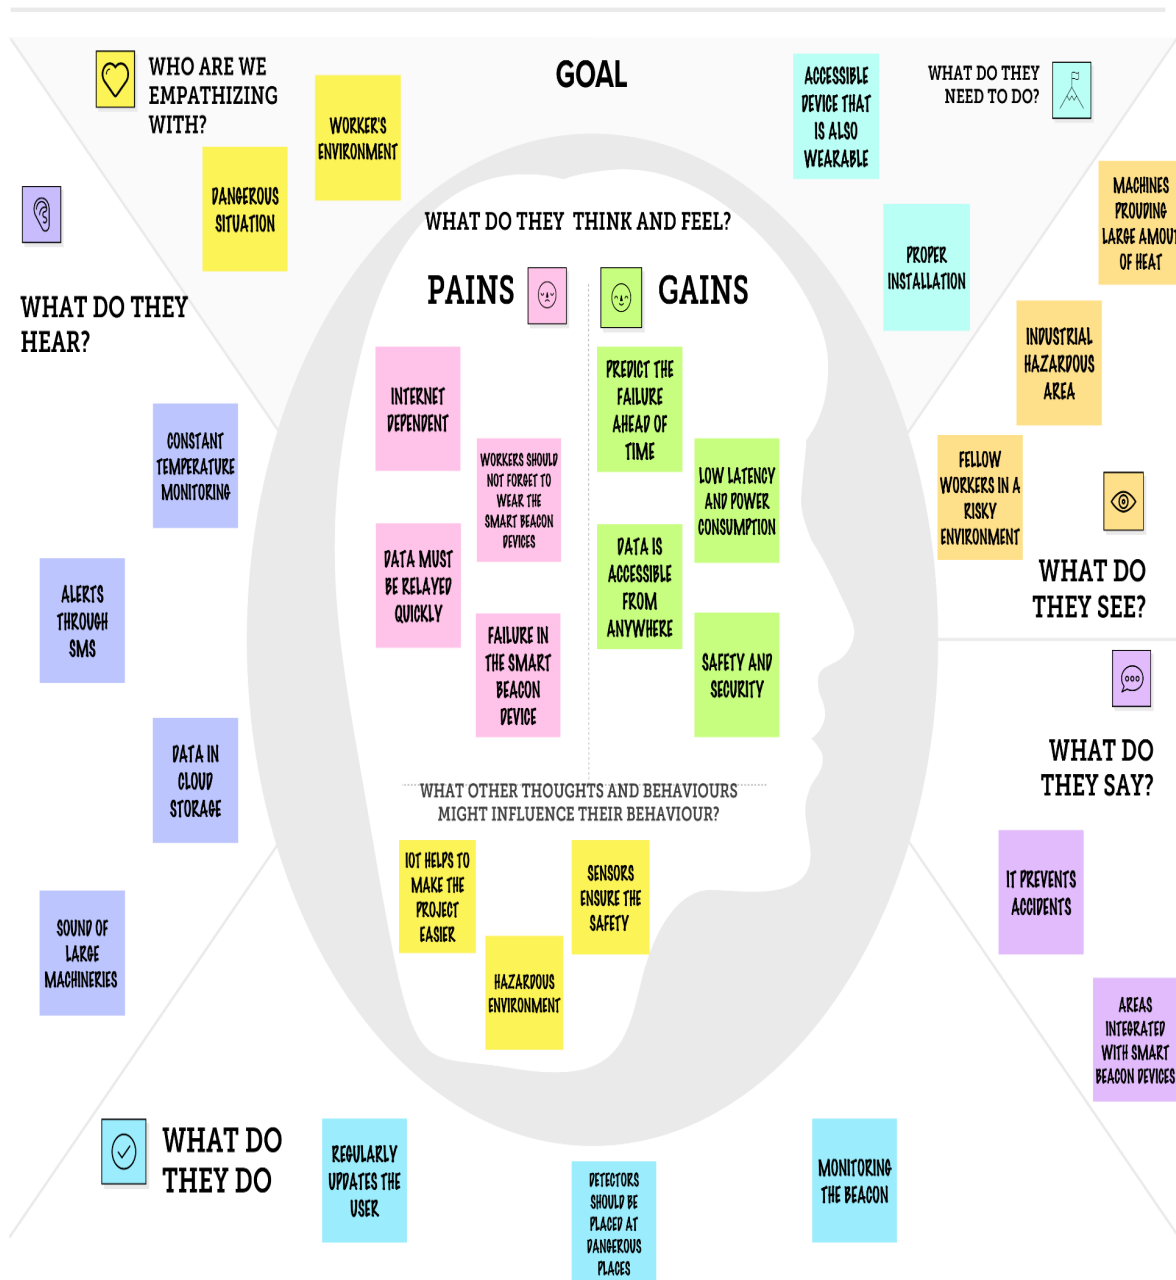 GOAL
WHO ARE WE
EMPATHIZING
WITH?
WORKER'S
ENVIRONMENT
DANGEROUS
SITUATION
WHAT DO THEY
NEED TO DO?
ACCESSIBLE
DEVICE THAT
IS ALSO
WEARABLE
PROPER
INSTALLATION
WHAT DO THEY
HEAR?
CONSTANT
TEMPERATURE
MONITORING
ALERTS
THROUGH
SMS
DATA IN
CLOUD
STORAGE
SOUND OF
LARGE
MACHINERIES
WHAT DO THEY THINK AND FEEL?
PAINS
INTERNET
DEPENDENT
WORKERS SHOULD
NOT FORGET TO
WEAR THE
SMART BEACON
DEVICES
DATA MUST
BE RELAYED
QUICKLY
FAILURE IN
THE SMART
BEACON
DEVICE
GAINS
PREDICT THE
FAILURE
AHEAD OF
TIME
LOW LATENCY
AND POWER
CONSUMPTION
DATA IS
ACCESSIBLE
FROM
ANYWHERE
SAFETY AND
SECURITY
WHAT OTHER THOUGHTS AND BEHAVIOURS
MIGHT INFLUENCE THEIR BEHAVIOUR?
IOT HELPS TO
MAKE THE
PROJECT
EASIER
HAZARDOUS
ENVIRONMENT
SENSORS
ENSURE THE
SAFETY
MACHINES
PROUDING
LARGE AMOU
OF HEAT
INDUSTRIAL
HAZARDOUS
AREA
FELLOW
WORKERS IN A
RISKY
ENVIRONMENT
WHAT DO
THEY SEE?
WHAT DO
THEY SAY?
IT PREVENTS
ACCIDENTS
AREAS
INTEGRATED
WITH SMART
BEACON DEVICES
WHAT DO
THEY DO
REGULARLY
UPDATES THE
USER
DETECTORS
SHOULD BE
PLACED AT
DANGEROUS
PLACES
MONITORING
THE BEACON